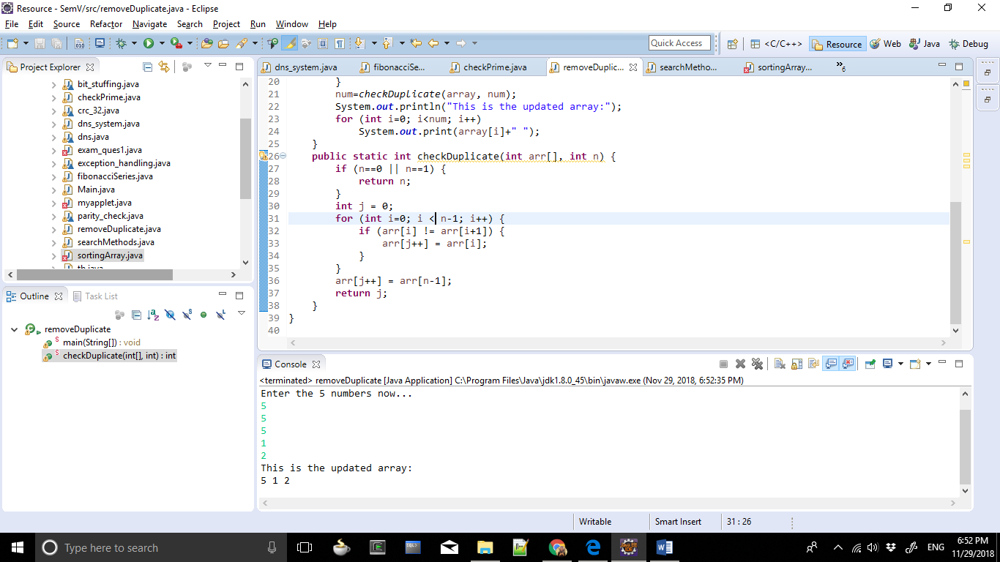 Resource - SemV/src/removeDuplicate.java - Eclipse
File Edit Source Refactor Navigate Search Project Run Window Help
Quick Access <C/C++> Resource Web Java Debug
Project Explorer
bit_stuffing.java
checkPrime.java
crc_32.java
dns_system.java
dns.java
exam_ques1.java
exception_handling.java
fibonacciSeries.java
Main.java
myapplet.java
parity_check.java
removeDuplicate.java
searchMethods.java
sortingArray.java
th.java
Outline Task List
removeDuplicate
main(String[]) : void
checkDuplicate(int[], int) : int
dns_system.java fibonacciSe... checkPrime.java removeDuplic... searchMetho... sortingArray... »6
20 }
21 num=checkDuplicate(array, num);
22 System.out.println("This is the updated array:");
23 for (int i=0; i<num; i++)
24 System.out.print(array[i]+" ");
25 }
26 public static int checkDuplicate(int arr[], int n) {
27 if (n==0 || n==1) {
28 return n;
29 }
30 int j = 0;
31 for (int i=0; i < n-1; i++) {
32 if (arr[i] != arr[i+1]) {
33 arr[j++] = arr[i];
34 }
35 }
36 arr[j++] = arr[n-1];
37 return j;
38 }
39 }
40
Console
<terminated> removeDuplicate [Java Application] C:\Program Files\Java\jdk1.8.0_45\bin\javaw.exe (Nov 29, 2018, 6:52:35 PM)
Enter the 5 numbers now...
5
5
5
1
2
This is the updated array:
5 1 2
Writable Smart Insert 31 : 26
Type here to search ENG 6:52 PM
11/29/2018